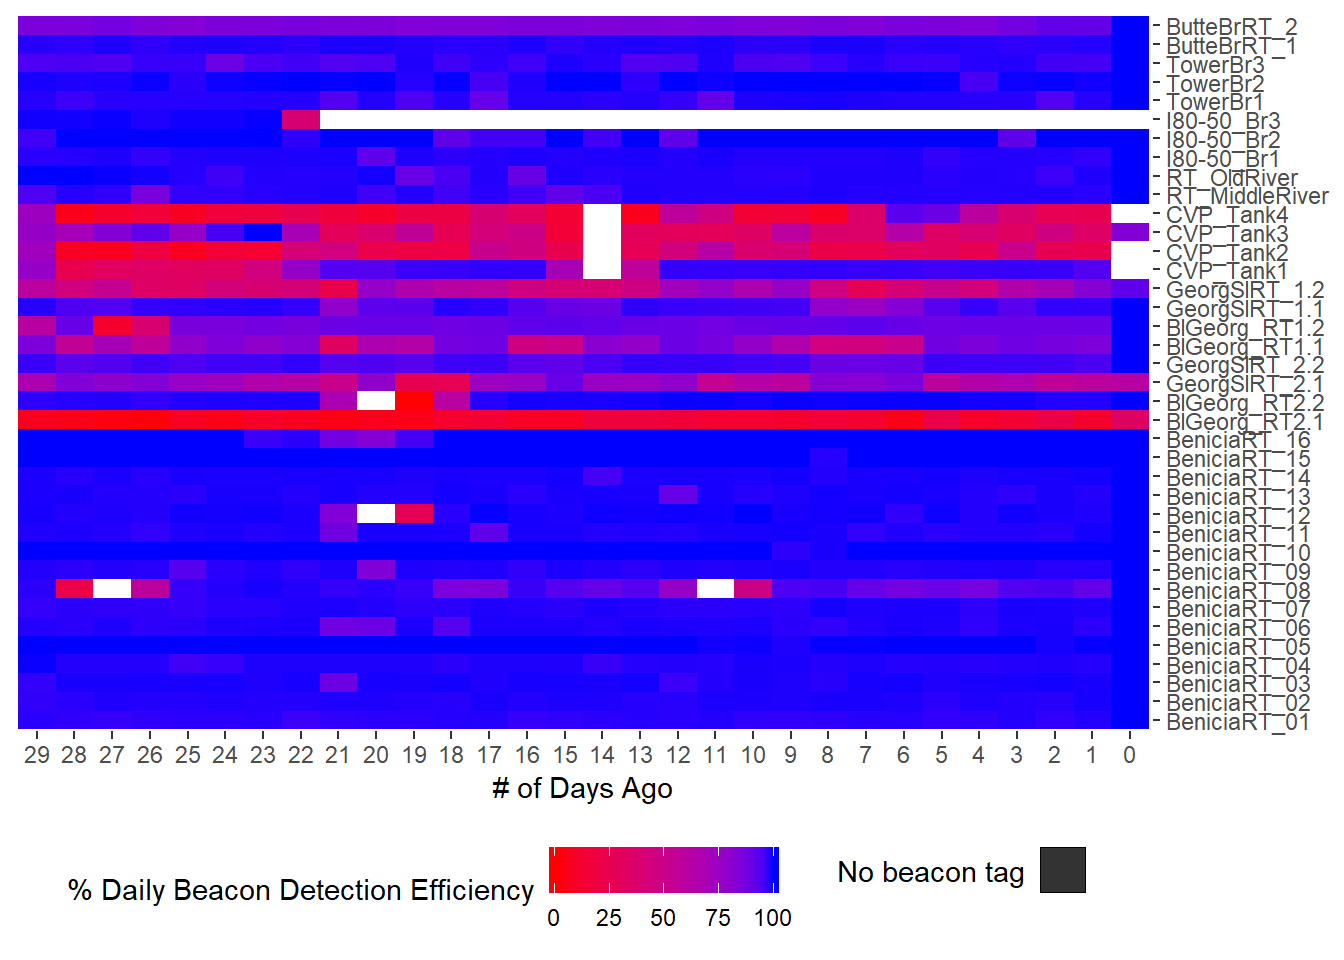 ButteBrRT_2
ButteBrRT_1
TowerBr3
TowerBr2
TowerBr1
I80-50_Br3
I80-50_Br2
I80-50_Br1
RT_OldRiver
RT_MiddleRiver
CVP_Tank4
CVP_Tank3
CVP_Tank2
CVP_Tank1
GeorgSlRT_1.2
GeorgSlRT_1.1
BlGeorg_RT1.2
BlGeorg_RT1.1
GeorgSlRT_2.2
GeorgSlRT_2.1
BlGeorg_RT2.2
BlGeorg_RT2.1
BeniciaRT_16
BeniciaRT_15
BeniciaRT_14
BeniciaRT_13
BeniciaRT_12
BeniciaRT_11
BeniciaRT_10
BeniciaRT_09
BeniciaRT_08
BeniciaRT_07
BeniciaRT_06
BeniciaRT_05
BeniciaRT_04
BeniciaRT_03
BeniciaRT_02
BeniciaRT_01
29 28 27 26 25 24 23 22 21 20 19 18 17 16 15 14 13 12 11 10 9 8 7 6 5 4 3 2 1 0
# of Days Ago
% Daily Beacon Detection Efficiency
0 25 50 75 100
No beacon tag